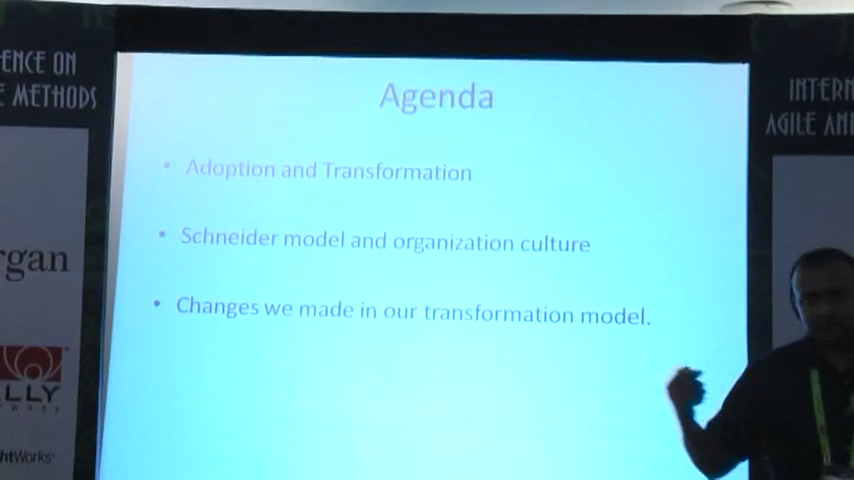 ENCE ON
METHODS
rgan
LLY
htWorks
Agenda
• Adoption and Transformation
• Schneider model and organization culture
• Changes we made in our transformation model.
INTERN
AGILE AN